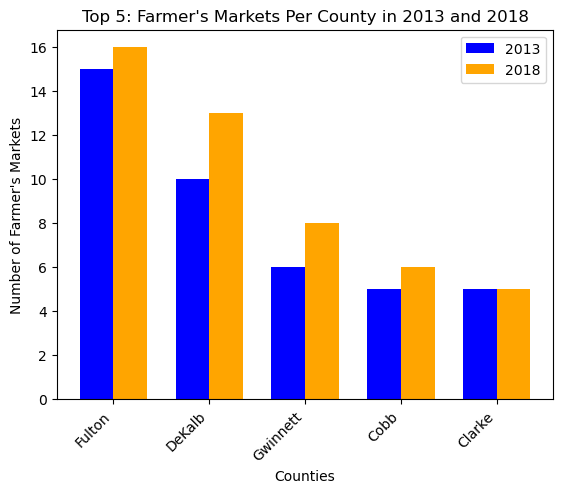 Top 5: Farmer's Markets Per County in 2013 and 2018
2013
2018
Number of Farmer's Markets
16
14
12
10
8
6
4
2
0
Fulton
DeKalb
Gwinnett
Cobb
Clarke
Counties